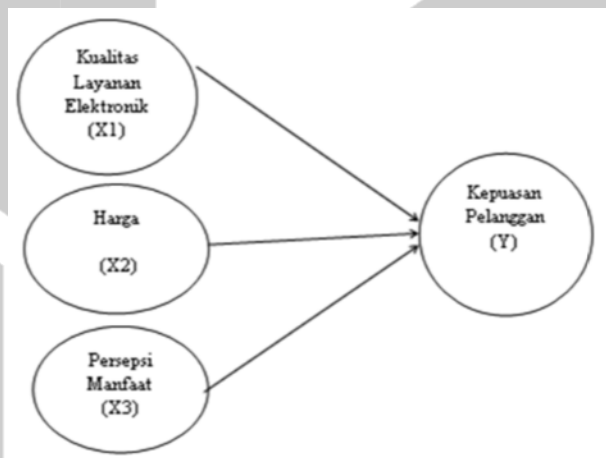 Kualitas
Layanan
Elektronik
(X1)
Harga
(X2)
Persepsi
Manfaat
(X3)
Kepuasan
Pelanggan
(Y)